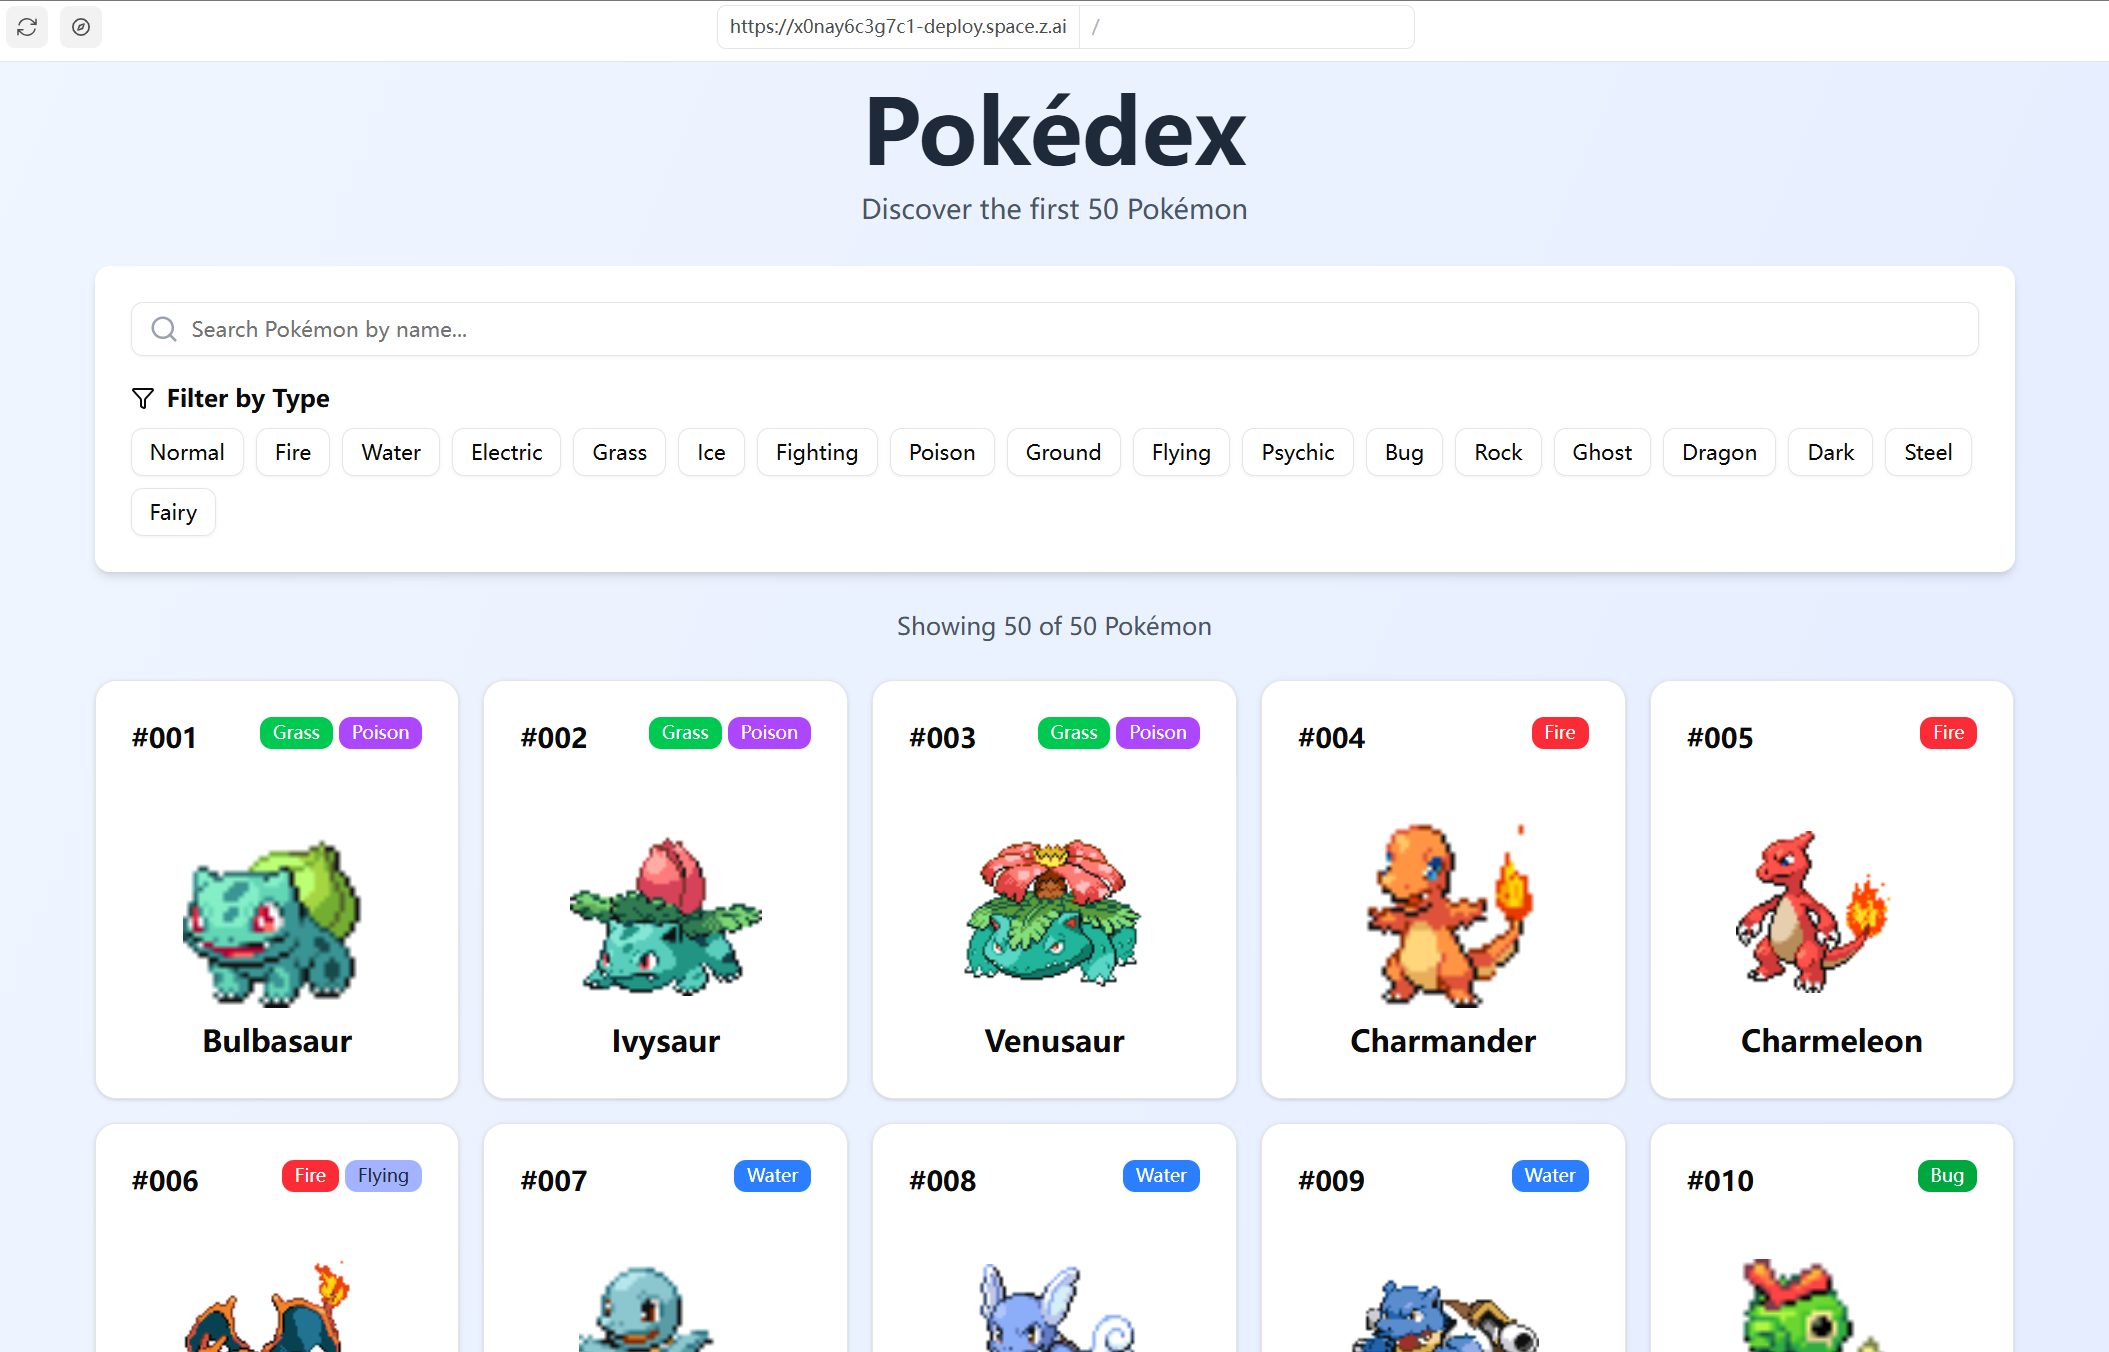 https://x0nay6c3g7c1-deploy.space.z.ai /
Pokédex
Discover the first 50 Pokémon
Search Pokémon by name...
Filter by Type
Normal Fire Water Electric Grass Ice Fighting Poison Ground Flying Psychic Bug Rock Ghost Dragon Dark Steel
Fairy
Showing 50 of 50 Pokémon
#001 Grass Poison #002 Grass Poison #003 Grass Poison #004 Fire #005 Fire
Bulbasaur Ivysaur Venusaur Charmander Charmeleon
#006 Fire Flying #007 Water #008 Water #009 Water #010 Bug